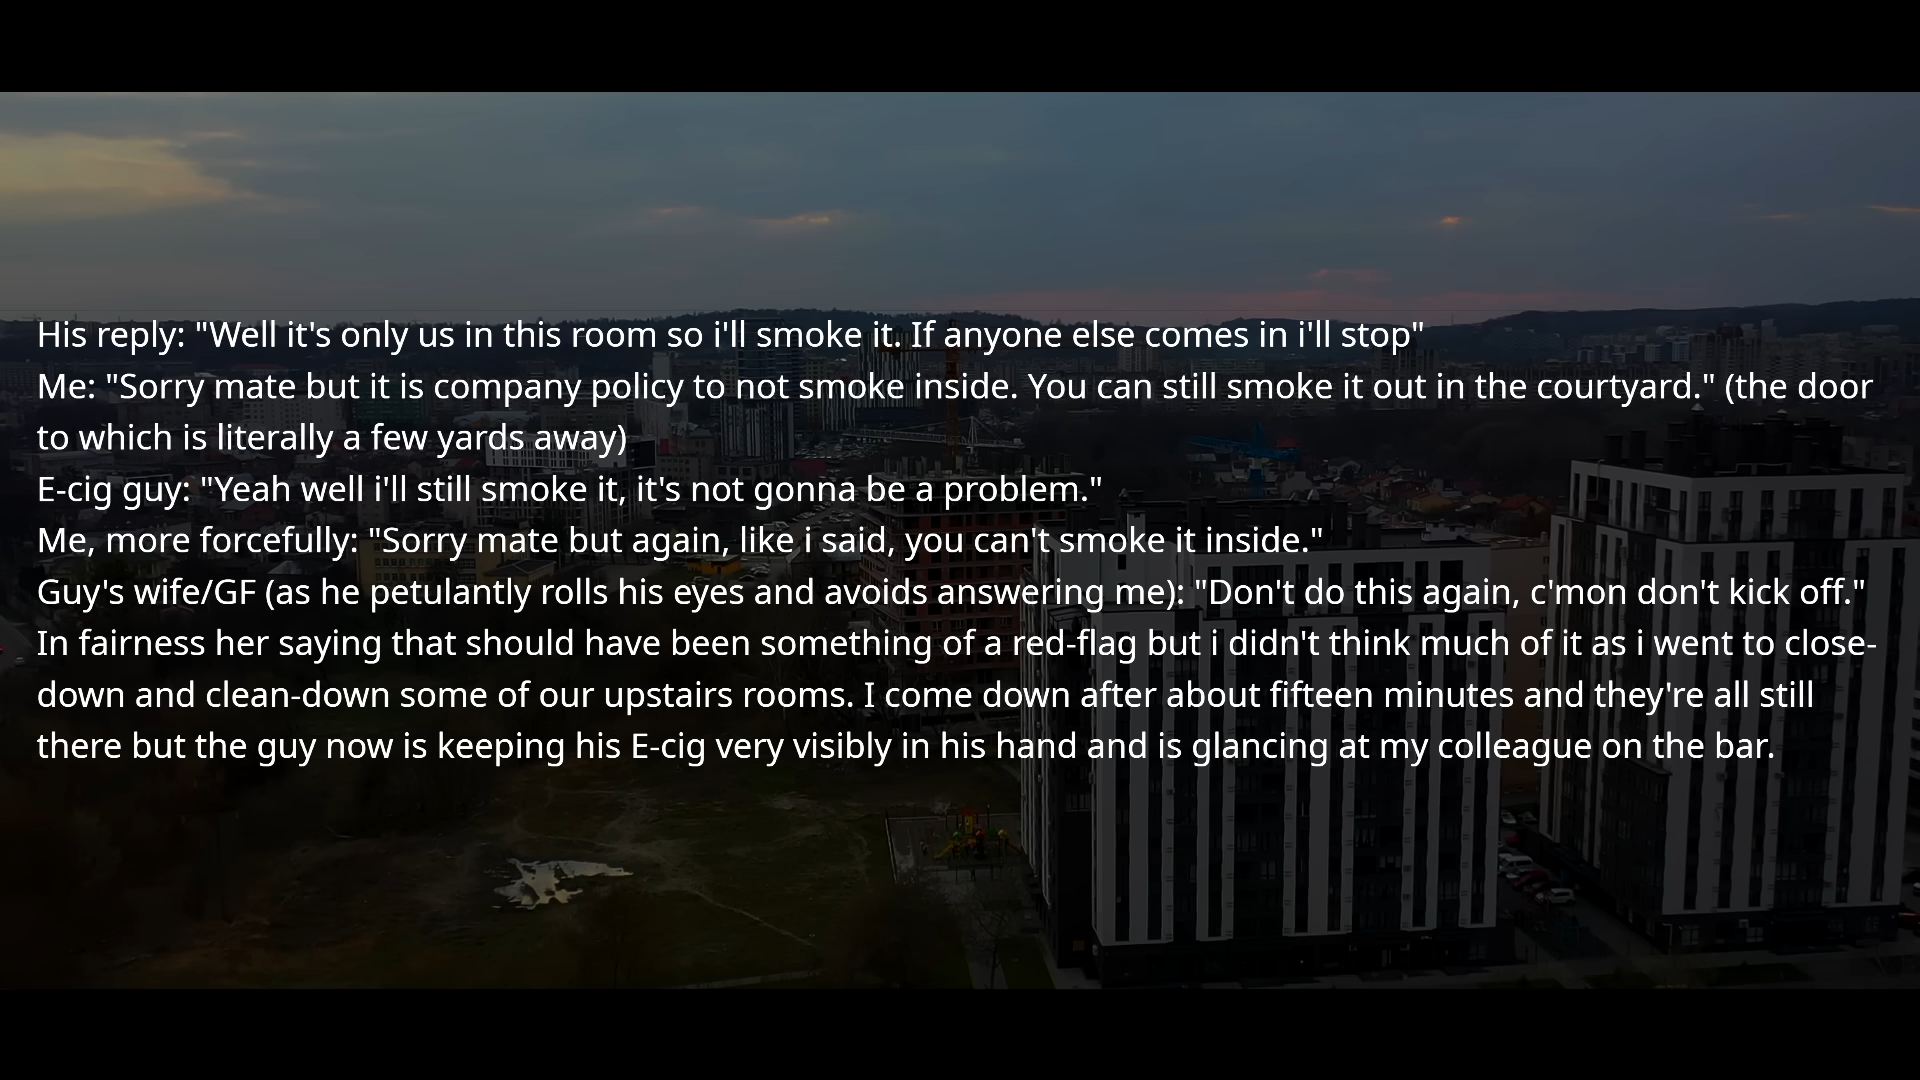 His reply: "Well it's only us in this room so i'll smoke it. If anyone else comes in i'll stop"
Me: "Sorry mate but it is company policy to not smoke inside. You can still smoke it out in the courtyard." (the door
to which is literally a few yards away)
E-cig guy: "Yeah well i'll still smoke it, it's not gonna be a problem."
Me, more forcefully: "Sorry mate but again, like i said, you can't smoke it inside."
Guy's wife/GF (as he petulantly rolls his eyes and avoids answering me): "Don't do this again, c'mon don't kick off."
In fairness her saying that should have been something of a red-flag but i didn't think much of it as i went to close-
down and clean-down some of our upstairs rooms. I come down after about fifteen minutes and they're all still
there but the guy now is keeping his E-cig very visibly in his hand and is glancing at my colleague on the bar.